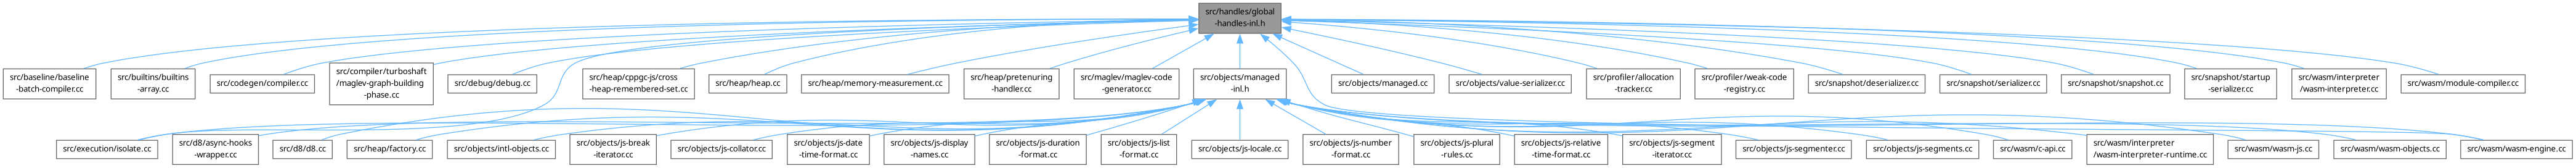 src/handles/global
-handles-inl.h
src/baseline/baseline
-batch-compiler.cc
src/builtins/builtins
-array.cc
src/codegen/compiler.cc
src/compiler/turboshaft
/maglev-graph-building
-phase.cc
src/debug/debug.cc
src/heap/cppgc-js/cross
-heap-remembered-set.cc
src/heap/heap.cc
src/heap/memory-measurement.cc
src/heap/pretenuring
-handler.cc
src/maglev/maglev-code
-generator.cc
src/objects/managed
-inl.h
src/objects/managed.cc
src/objects/value-serializer.cc
src/profiler/allocation
-tracker.cc
src/profiler/weak-code
-registry.cc
src/snapshot/deserializer.cc
src/snapshot/serializer.cc
src/snapshot/snapshot.cc
src/snapshot/startup
-serializer.cc
src/wasm/interpreter
/wasm-interpreter.cc
src/wasm/module-compiler.cc
src/execution/isolate.cc
src/d8/async-hooks
-wrapper.cc
src/d8/d8.cc
src/heap/factory.cc
src/objects/intl-objects.cc
src/objects/js-break
-iterator.cc
src/objects/js-collator.cc
src/objects/js-date
-time-format.cc
src/objects/js-display
-names.cc
src/objects/js-duration
-format.cc
src/objects/js-list
-format.cc
src/objects/js-locale.cc
src/objects/js-number
-format.cc
src/objects/js-plural
-rules.cc
src/objects/js-relative
-time-format.cc
src/objects/js-segment
-iterator.cc
src/objects/js-segmenter.cc
src/objects/js-segments.cc
src/wasm/c-api.cc
src/wasm/interpreter
/wasm-interpreter-runtime.cc
src/wasm/wasm-js.cc
src/wasm/wasm-objects.cc
src/wasm/wasm-engine.cc